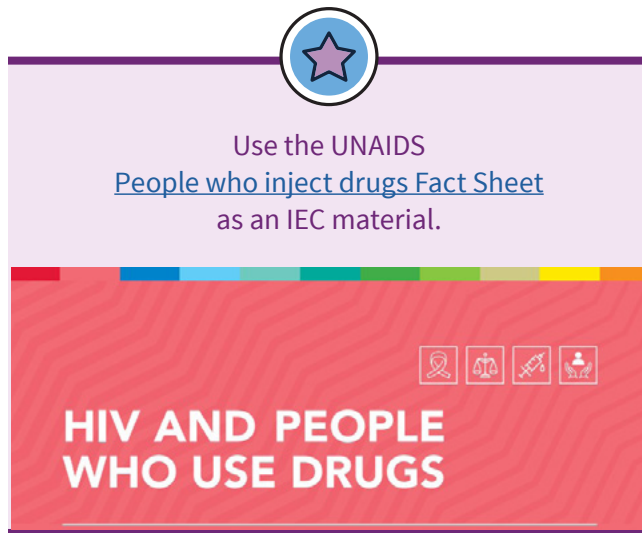 Use the UNAIDS
People who inject drugs Fact Sheet
as an IEC material.
HIV AND PEOPLE
WHO USE DRUGS